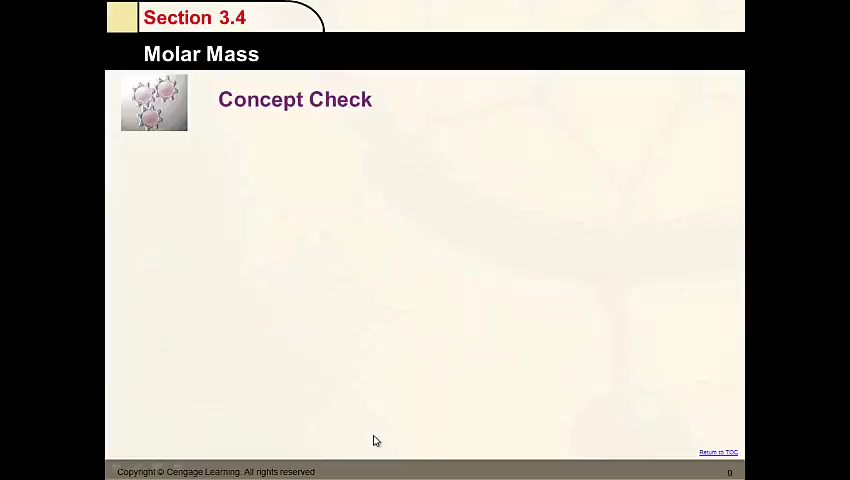 Section 3.4
Molar Mass
Concept Check
Return to TOC
Copyright © Cengage Learning. All rights reserved
9